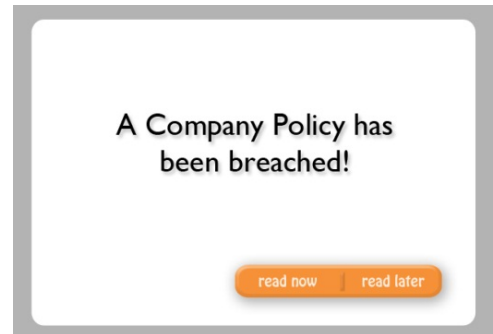 A Company Policy has
been breached!
read now | read later